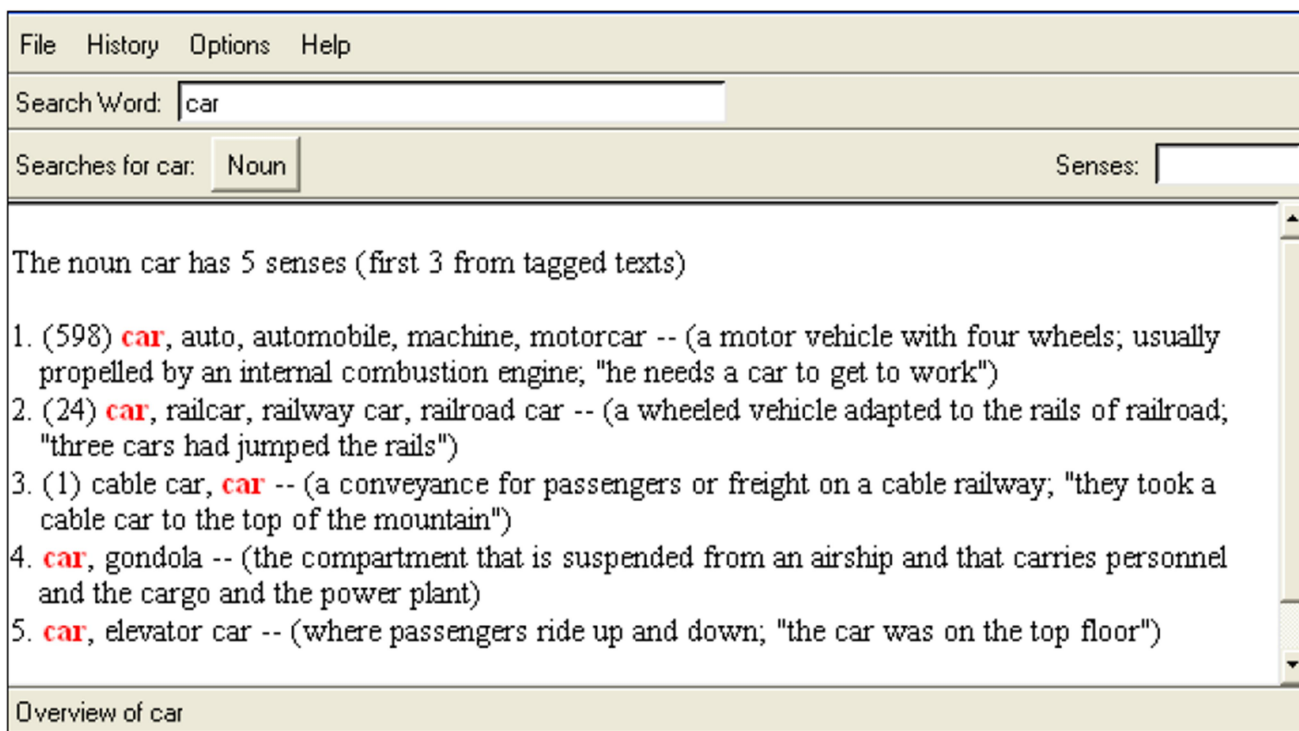 File History Options Help
Search Word: car
Searches for car: Noun Senses:
The noun car has 5 senses (first 3 from tagged texts)
1. (598) car, auto, automobile, machine, motorcar -- (a motor vehicle with four wheels; usually
propelled by an internal combustion engine; "he needs a car to get to work")
2. (24) car, railcar, railway car, railroad car -- (a wheeled vehicle adapted to the rails of railroad;
"three cars had jumped the rails")
3. (1) cable car, car -- (a conveyance for passengers or freight on a cable railway; "they took a
cable car to the top of the mountain")
4. car, gondola -- (the compartment that is suspended from an airship and that carries personnel
and the cargo and the power plant)
5. car, elevator car -- (where passengers ride up and down; "the car was on the top floor")
Overview of car